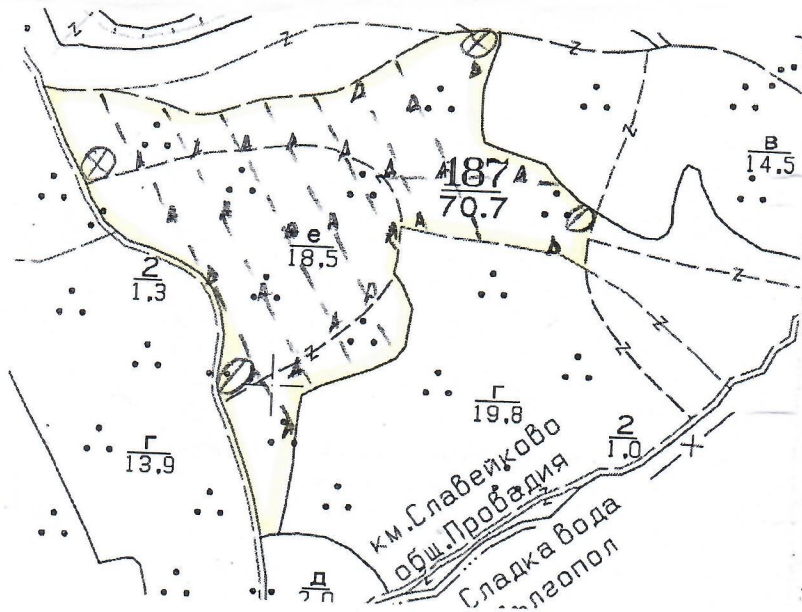 в
14.5
187
70.7
е
18.5
2
1.3
г
19.8
г
13.9
2
1.0
км.Славейково
общ.Провадия
Сладка вода
д